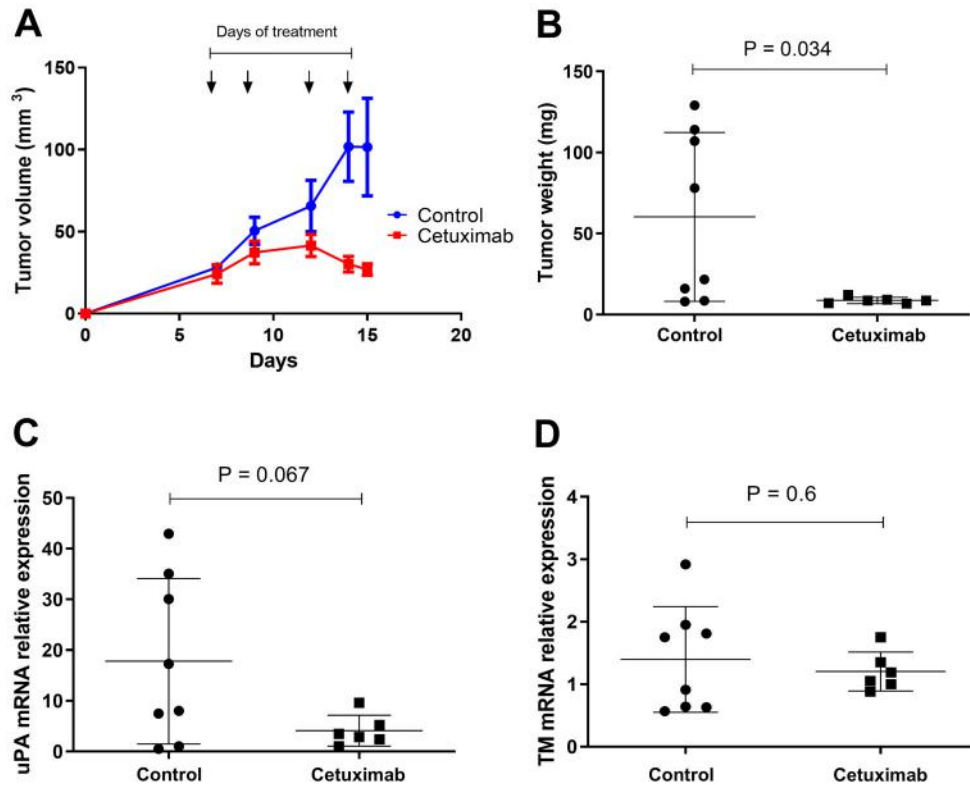 A
Days of treatment
150
100
50
0
Tumor volume (mm³)
0 5 10 15 20
Days
Control
Cetuximab
B
P = 0.034
150
100
50
0
Tumor weight (mg)
Control Cetuximab
C
P = 0.067
50
40
30
20
10
0
uPA mRNA relative expression
Control Cetuximab
D
P = 0.6
4
3
2
1
0
TM mRNA relative expression
Control Cetuximab